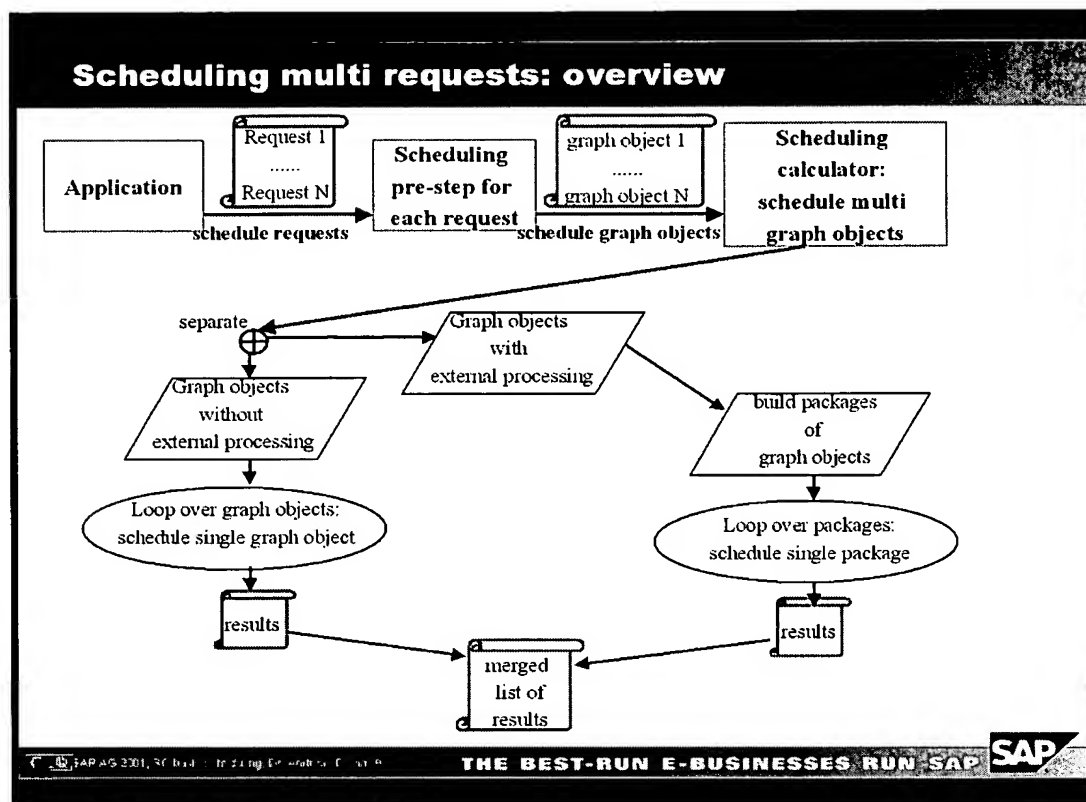 Scheduling multi requests: overview
Request 1
......
Request N
graph object 1
......
graph object N
Application
Scheduling
pre-step for
each request
Scheduling
calculator:
schedule multi
graph objects
schedule requests
schedule graph objects
separate
Graph objects
with
external processing
Graph objects
without
external processing
build packages
of
graph objects
Loop over graph objects:
schedule single graph object
Loop over packages:
schedule single package
results
results
merged
list of
results
SAP AG 2001,
THE BEST-RUN E-BUSINESSES RUN SAP
SAP